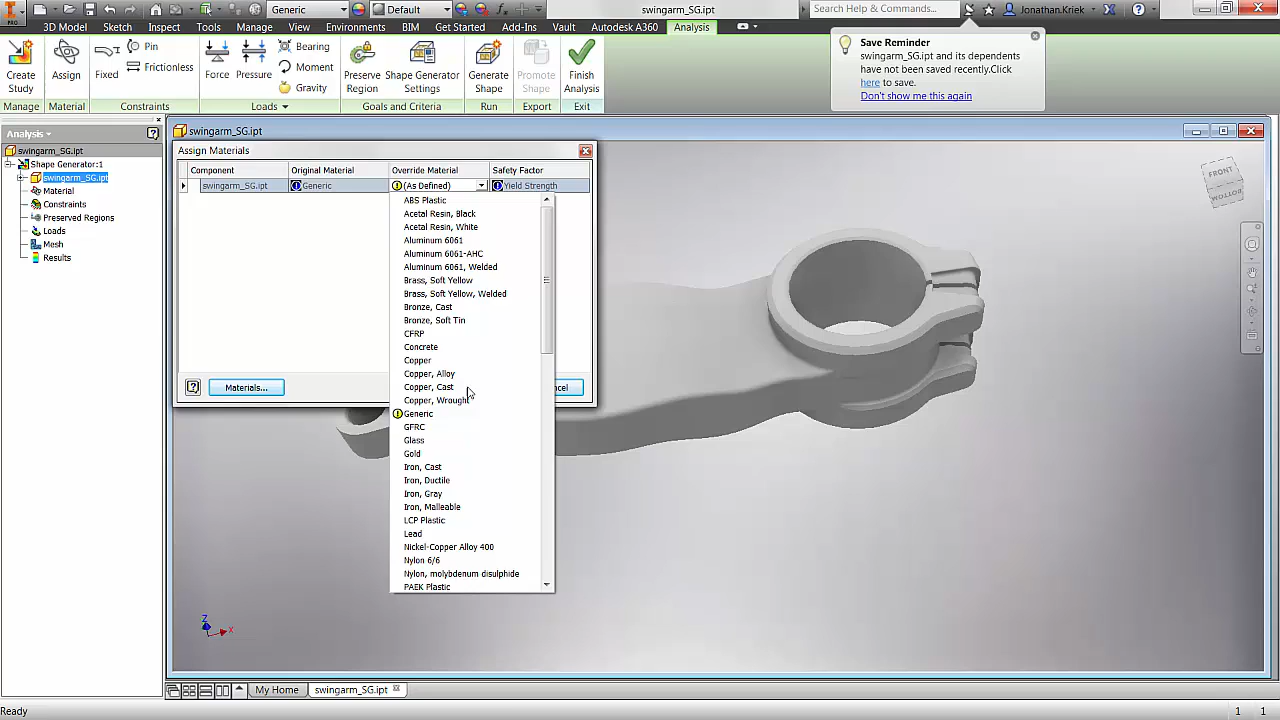 PRO
Generic
Default
swingarm_SG.ipt
Search Help & Commands...
Jonathan.Kriek
3D Model
Sketch
Inspect
Tools
Manage
View
Environments
BIM
Get Started
Add-Ins
Vault
Autodesk A360
Analysis
Create
Study
Assign
Fixed
Pin
Frictionless
Force
Pressure
Bearing
Moment
Gravity
Preserve
Region
Shape Generator
Settings
Generate
Shape
Promote
Shape
Finish
Analysis
Manage
Material
Constraints
Loads
Goals and Criteria
Run
Export
Exit
Save Reminder
swingarm_SG.ipt and its dependents
have not been saved recently.Click
here to save.
Don't show me this again
Analysis
swingarm_SG.ipt
Shape Generator:1
swingarm_SG.ipt
Material
Constraints
Preserved Regions
Loads
Mesh
Results
swingarm_SG.ipt
Assign Materials
Component
Original Material
Override Material
Safety Factor
swingarm_SG.ipt
Generic
(As Defined)
Yield Strength
ABS Plastic
Acetal Resin, Black
Acetal Resin, White
Aluminum 6061
Aluminum 6061-AHC
Aluminum 6061, Welded
Brass, Soft Yellow
Brass, Soft Yellow, Welded
Bronze, Cast
Bronze, Soft Tin
CFRP
Concrete
Copper
Copper, Alloy
Copper, Cast
Copper, Wrought
Generic
GFRC
Glass
Gold
Iron, Cast
Iron, Ductile
Iron, Gray
Iron, Malleable
LCP Plastic
Lead
Nickel-Copper Alloy 400
Nylon 6/6
Nylon, molybdenum disulphide
PAEK Plastic
Materials...
cel
FRONT
BOTTOM
Z
X
My Home
swingarm_SG.ipt
Ready
1
1